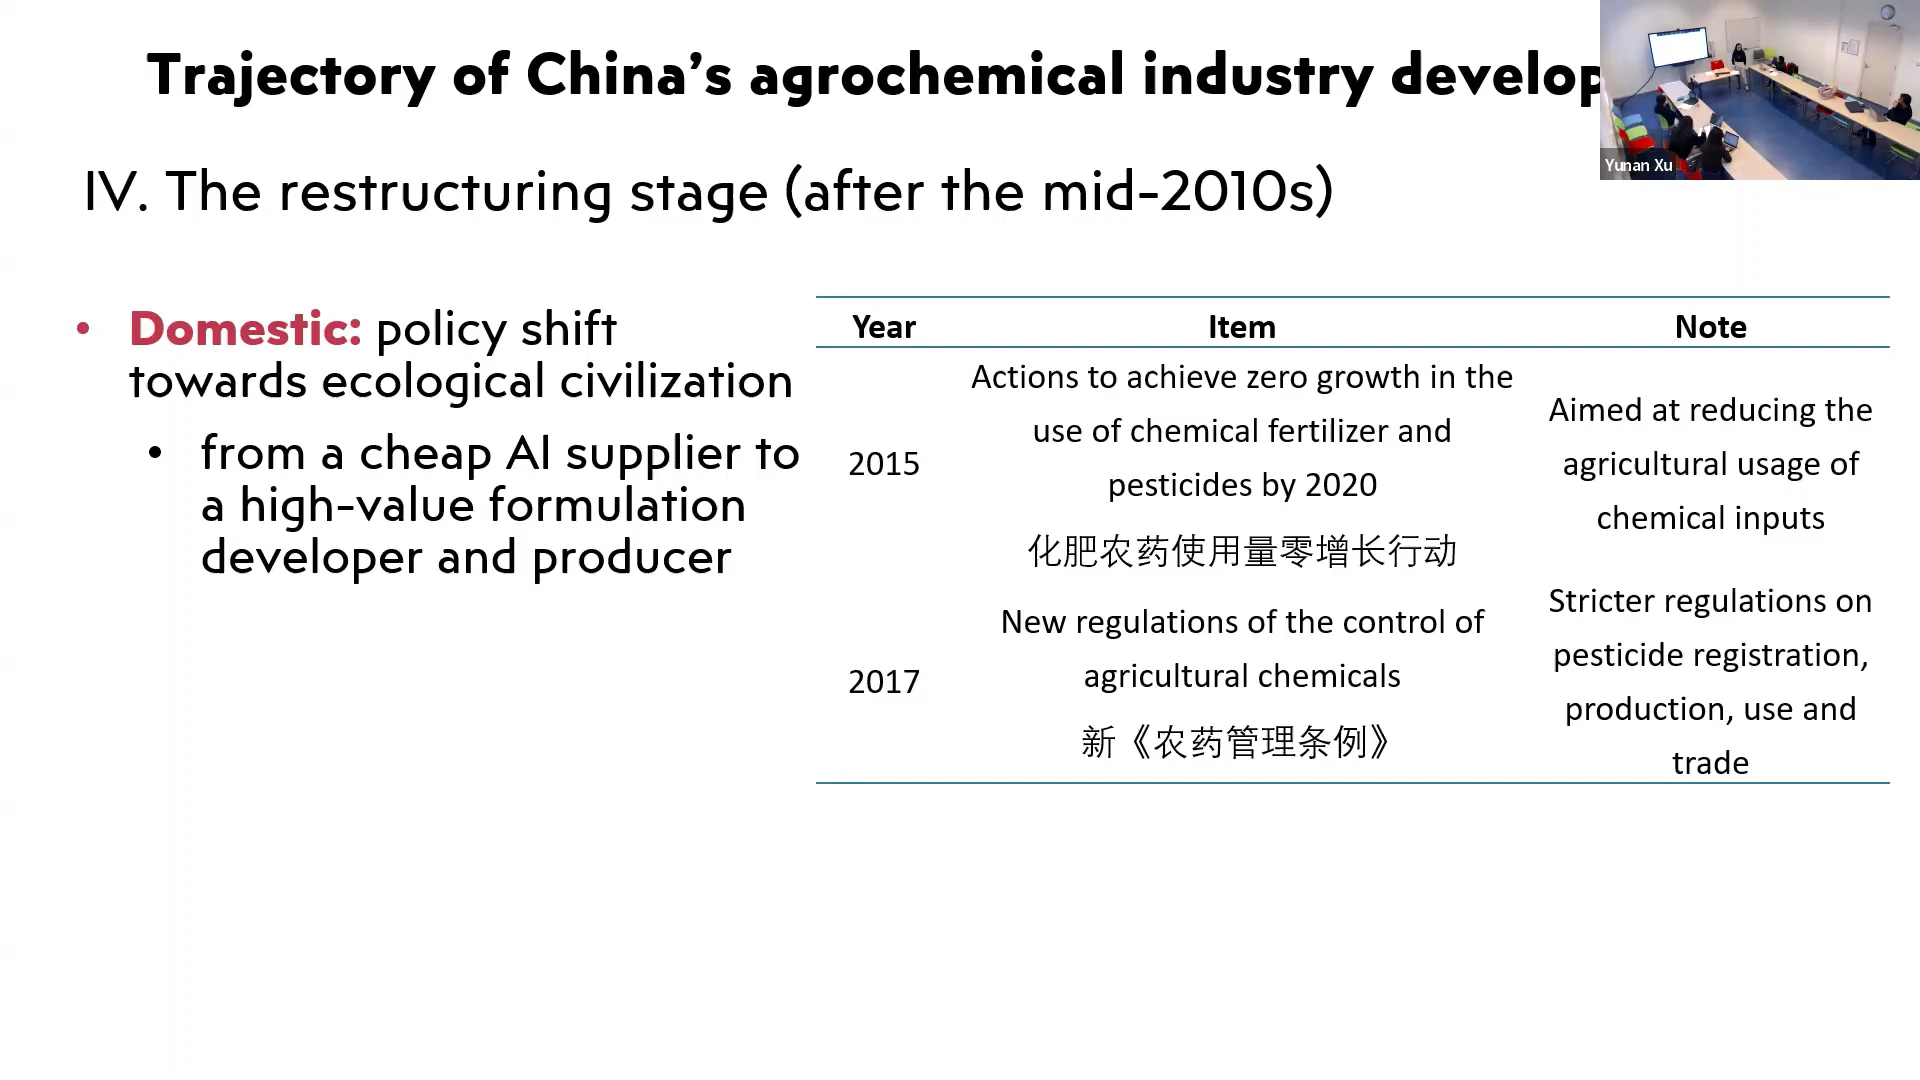 Trajectory of China’s agrochemical industry develop
Yunan Xu
IV. The restructuring stage (after the mid-2010s)
• Domestic: policy shift
towards ecological civilization
• from a cheap AI supplier to
a high-value formulation
developer and producer
Year Item Note
2015
Actions to achieve zero growth in the
use of chemical fertilizer and
pesticides by 2020
化肥农药使用量零增长行动
Aimed at reducing the
agricultural usage of
chemical inputs
2017
New regulations of the control of
agricultural chemicals
新《农药管理条例》
Stricter regulations on
pesticide registration,
production, use and
trade